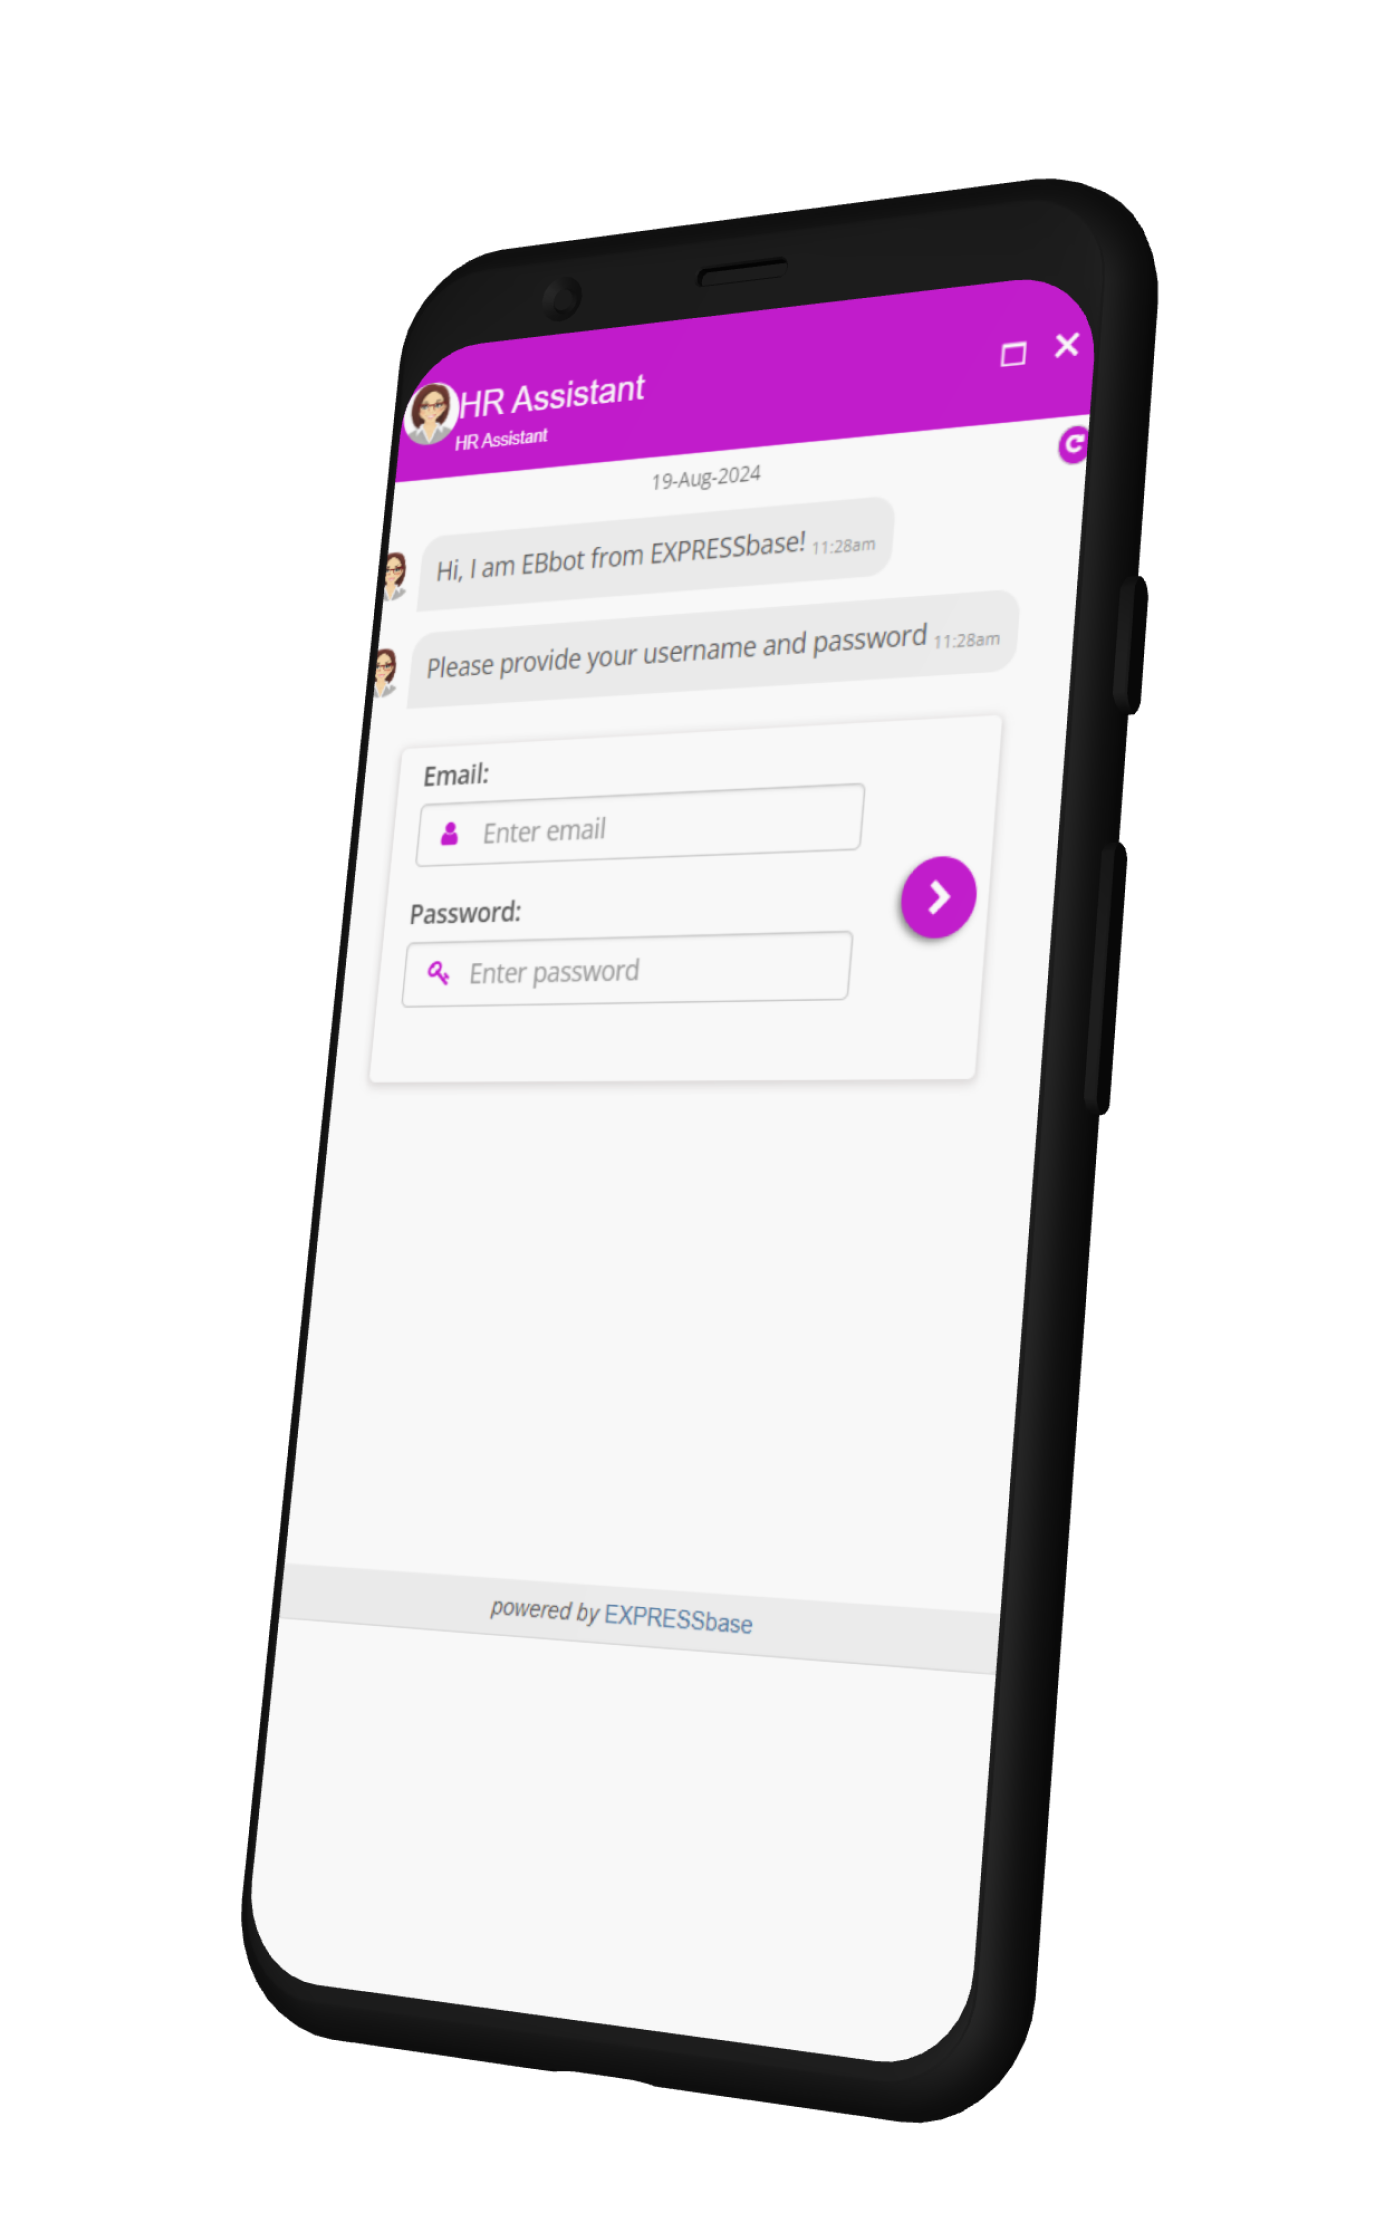 HR Assistant
HR Assistant
19-Aug-2024
Hi, I am EBbot from EXPRESSbase! 11:28am
Please provide your username and password 11:28am
Email:
Enter email
Password:
Enter password
powered by EXPRESSbase